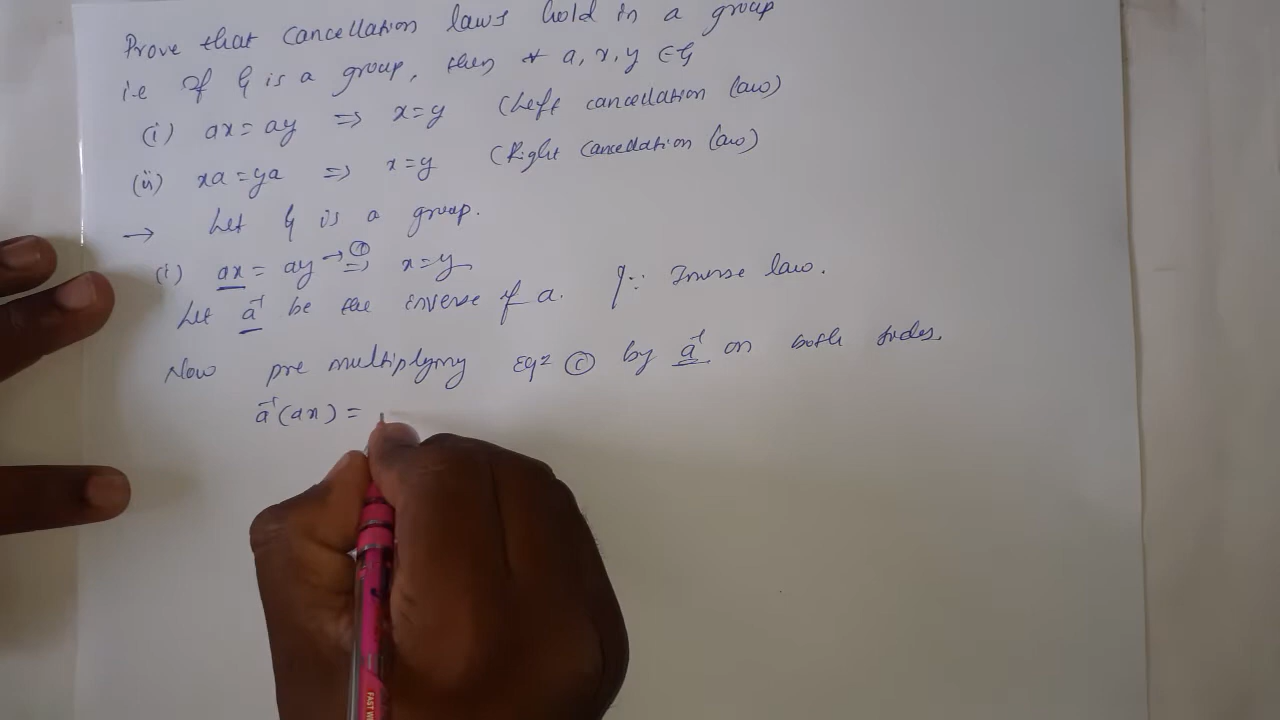 Prove that cancellation laws hold in a group
i.e If G is a group, then ∀ a, x, y ∈ G
(i) ax = ay ⇒ x = y (Left cancellation law)
(ii) xa = ya ⇒ x = y (Right cancellation law)
→ Let G is a group.
(i) ax = ay → ① ⇒ x = y
Let a⁻¹ be the inverse of a. ∵ Inverse law.
Now pre multiplying by a⁻¹ on both sides.
a⁻¹(ax) =
FAST W